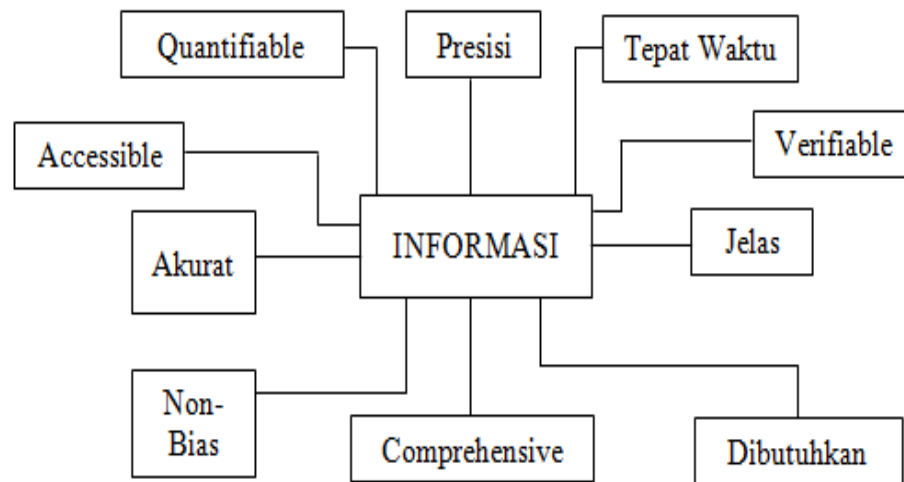 Quantifiable
Presisi
Tepat Waktu
Accessible
Verifiable
INFORMASI
Jelas
Akurat
Non-
Bias
Comprehensive
Dibutuhkan